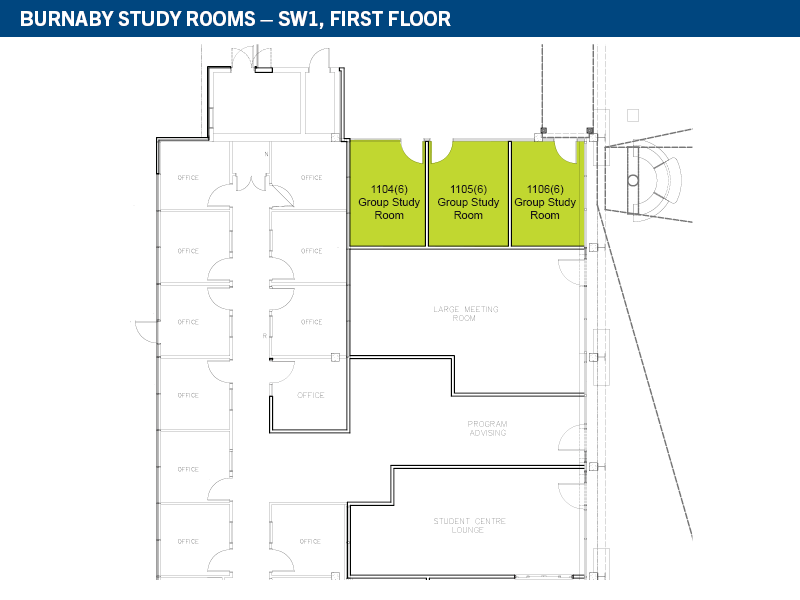 BURNABY STUDY ROOMS – SW1, FIRST FLOOR
N
OFFICE
OFFICE
1104(6)
Group Study
Room
1105(6)
Group Study
Room
1106(6)
Group Study
Room
OFFICE
OFFICE
LARGE MEETING
ROOM
OFFICE
OFFICE
R
OFFICE
OFFICE
PROGRAM
ADVISING
OFFICE
STUDENT CENTRE
LOUNGE
OFFICE
OFFICE